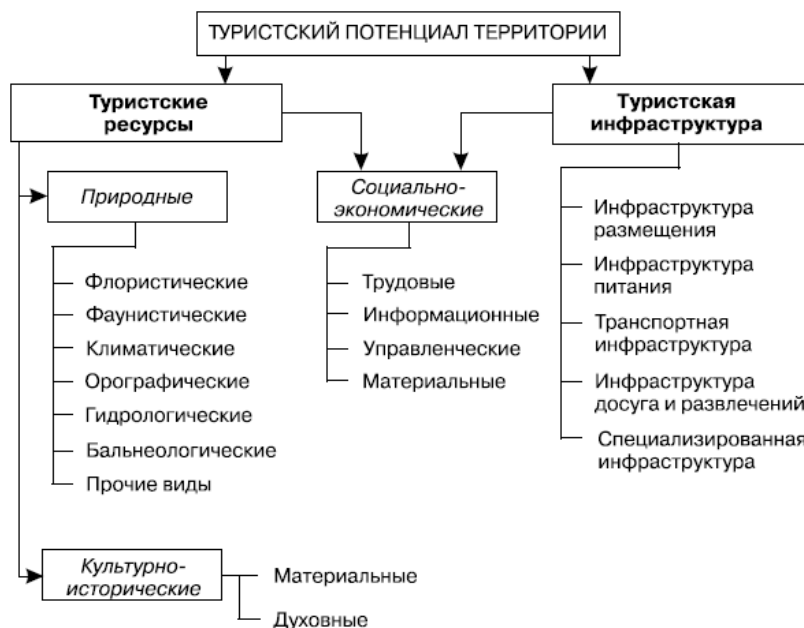 ТУРИСТСКИЙ ПОТЕНЦИАЛ ТЕРРИТОРИИ
Туристские
ресурсы
Туристская
инфраструктура
Природные
Социально-
экономические
Флористические
Фаунистические
Климатические
Орографические
Гидрологические
Бальнеологические
Прочие виды
Трудовые
Информационные
Управленческие
Материальные
Инфраструктура
размещения
Инфраструктура
питания
Транспортная
инфраструктура
Инфраструктура
досуга и развлечений
Специализированная
инфраструктура
Культурно-
исторические
Материальные
Духовные